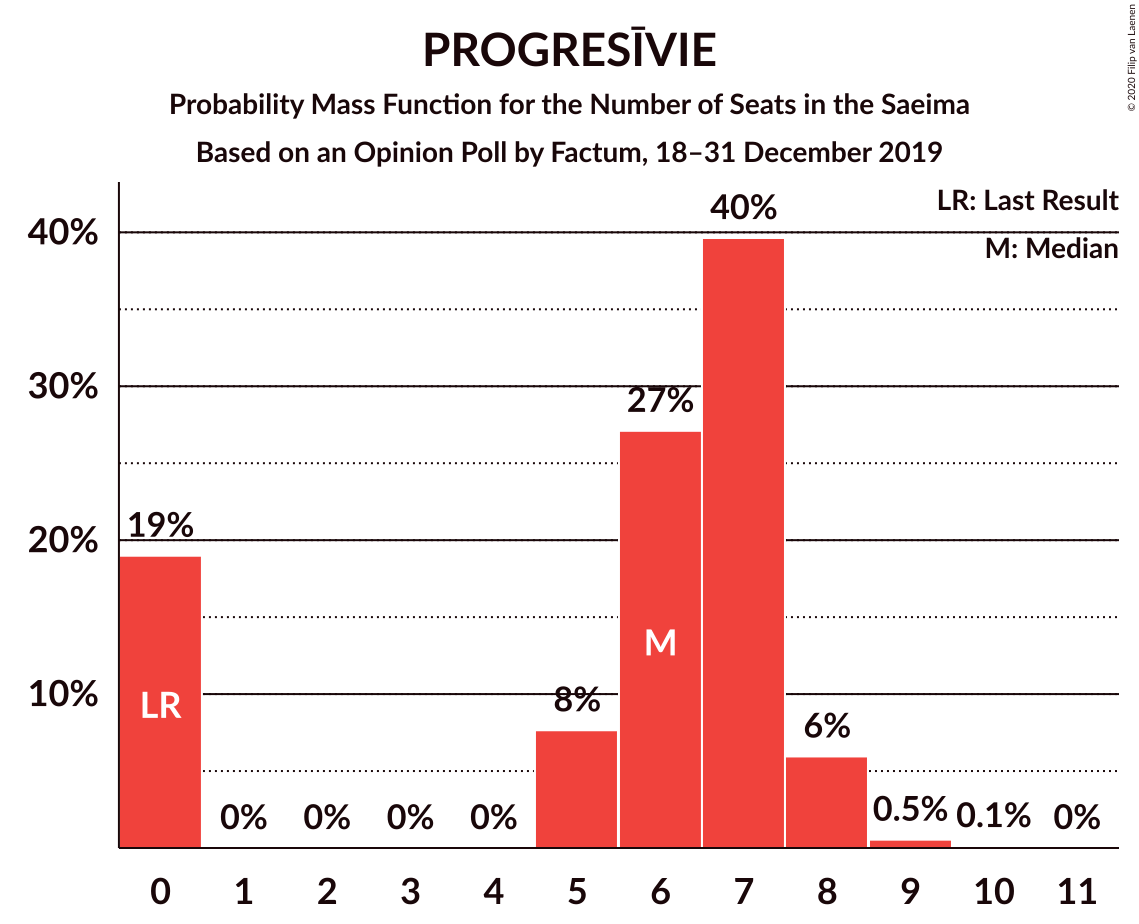 PROGRESĪVIE
Probability Mass Function for the Number of Seats in the Saeima
Based on an Opinion Poll by Factum, 18–31 December 2019
© 2020 Filip van Laenen
LR: Last Result
M: Median
40%
30%
20%
10%
19%
0%
0%
0%
0%
8%
27%
40%
6%
0.5%
0.1%
0%
LR
M
0 1 2 3 4 5 6 7 8 9 10 11